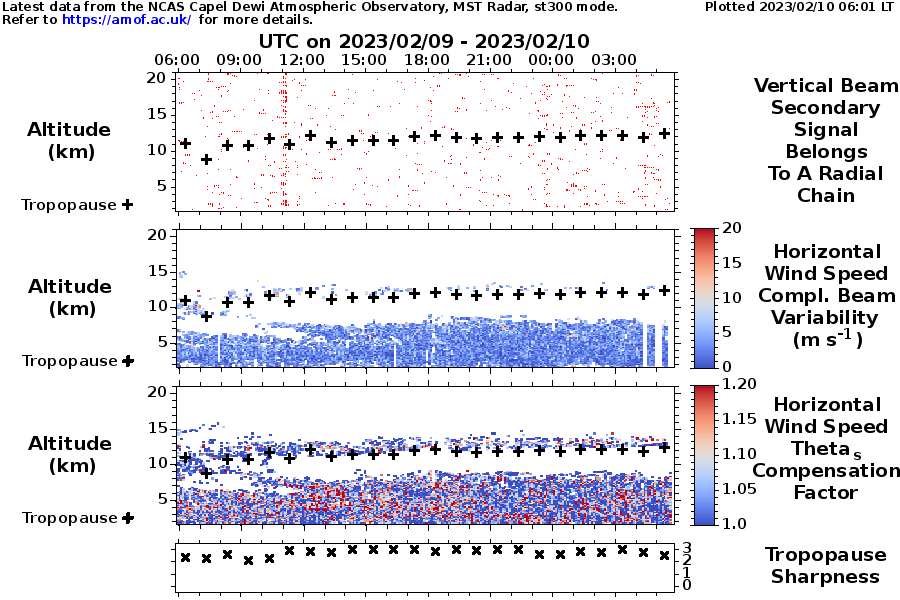 Latest data from the NCAS Capel Dewi Atmospheric Observatory, MST Radar, st300 mode.
Plotted 2023/02/10 06:01 LT
Refer to https://amof.ac.uk/ for more details.
UTC on 2023/02/09 - 2023/02/10
06:00 09:00 12:00 15:00 18:00 21:00 00:00 03:00
20
15
10
5
Altitude
(km)
Tropopause +
Vertical Beam
Secondary
Signal
Belongs
To A Radial
Chain
20
15
10
5
Altitude
(km)
Tropopause +
20
15
10
5
0
Horizontal
Wind Speed
Compl. Beam
Variability
(m s-1)
20
15
10
5
Altitude
(km)
Tropopause +
1.20
1.15
1.10
1.05
1.0
Horizontal
Wind Speed
Theta s
Compensation
Factor
3
2
1
0
Tropopause
Sharpness